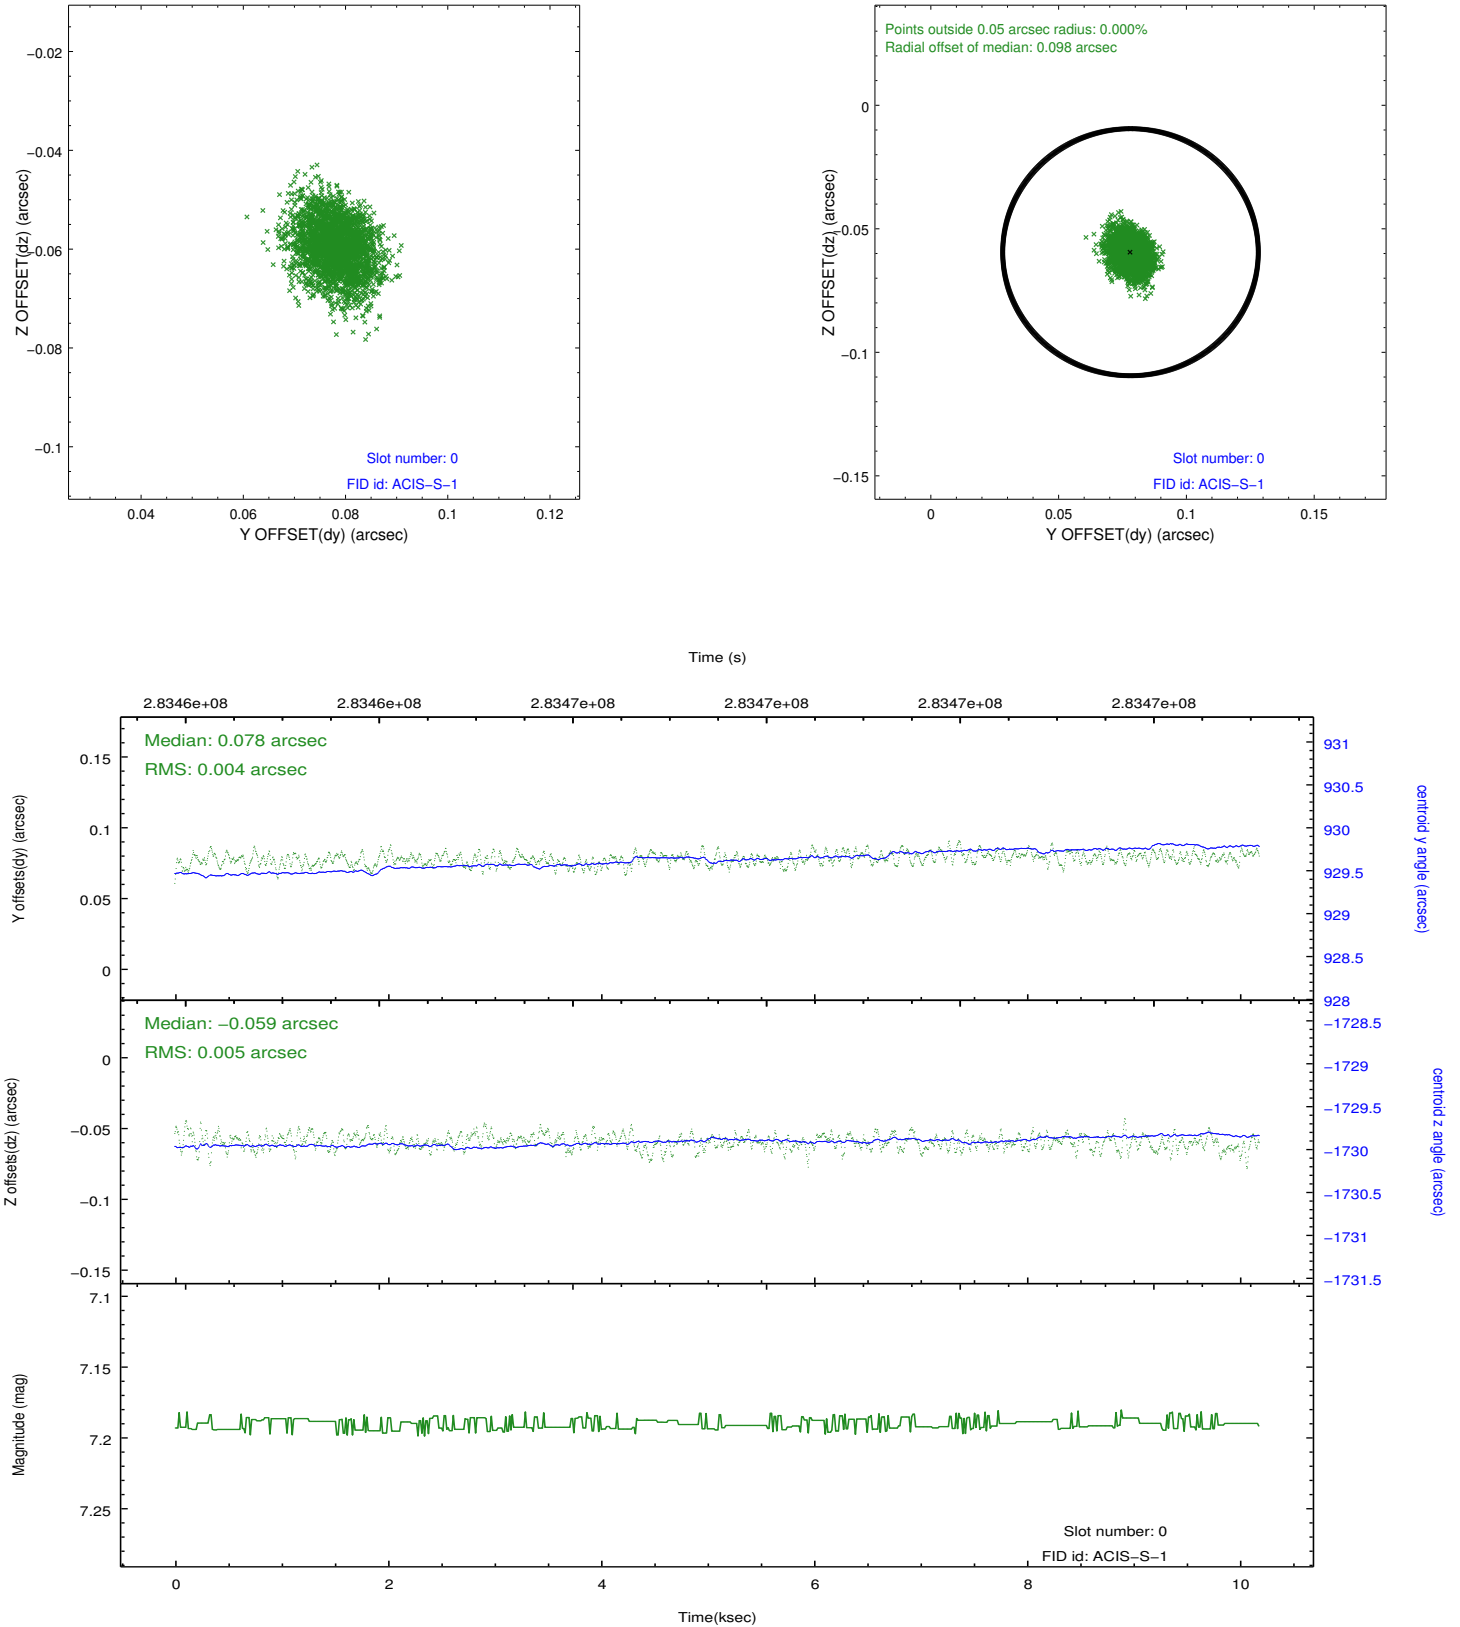 −0.02
−0.04
−0.06
−0.08
−0.1
Z OFFSET(dz) (arcsec)
Slot number: 0
FID id: ACIS−S−1
0.04 0.06 0.08 0.1 0.12
Y OFFSET(dy) (arcsec)
Points outside 0.05 arcsec radius: 0.000%
Radial offset of median: 0.098 arcsec
0
−0.05
−0.1
−0.15
Z OFFSET(dz) (arcsec)
Slot number: 0
FID id: ACIS−S−1
0 0.05 0.1 0.15
Y OFFSET(dy) (arcsec)
Time (s)
2.8346e+08 2.8346e+08 2.8347e+08 2.8347e+08 2.8347e+08 2.8347e+08
Median: 0.078 arcsec
RMS: 0.004 arcsec
0.15
0.1
0.05
0
Y offsets(dy) (arcsec)
931
930.5
930
929.5
929
928.5
928
centroid y angle (arcsec)
Median: −0.059 arcsec
RMS: 0.005 arcsec
0
−0.05
−0.1
−0.15
Z offsets(dz) (arcsec)
−1728.5
−1729
−1729.5
−1730
−1730.5
−1731
−1731.5
centroid z angle (arcsec)
7.1
7.15
7.2
7.25
Magnitude (mag)
Slot number: 0
FID id: ACIS−S−1
0 2 4 6 8 10
Time(ksec)